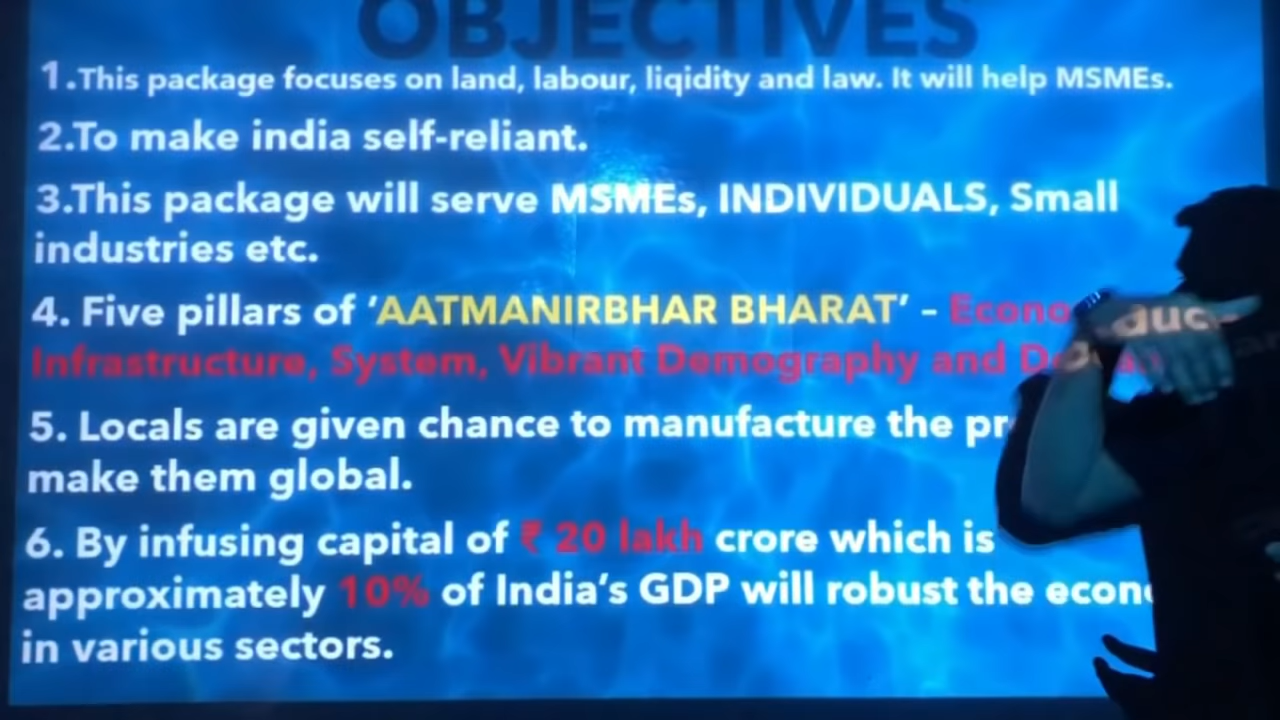 OBJECTIVES
1.This package focuses on land, labour, liqidity and law. It will help MSMEs.
2.To make india self-reliant.
3.This package will serve MSMEs, INDIVIDUALS, Small
industries etc.
4. Five pillars of ’AATMANIRBHAR BHARAT’ –
Infrastructure, System, Vibrant Demography and
5. Locals are given chance to manufacture the
make them global.
6. By infusing capital of ₹ 20 lakh crore which is
approximately 10% of India’s GDP will robust the
in various sectors.